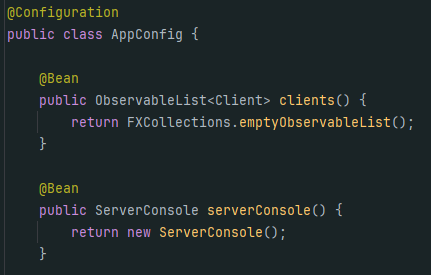 @Configuration
public class AppConfig {
@Bean
public ObservableList<Client> clients() {
return FXCollections.emptyObservableList();
}
@Bean
public ServerConsole serverConsole() {
return new ServerConsole();
}